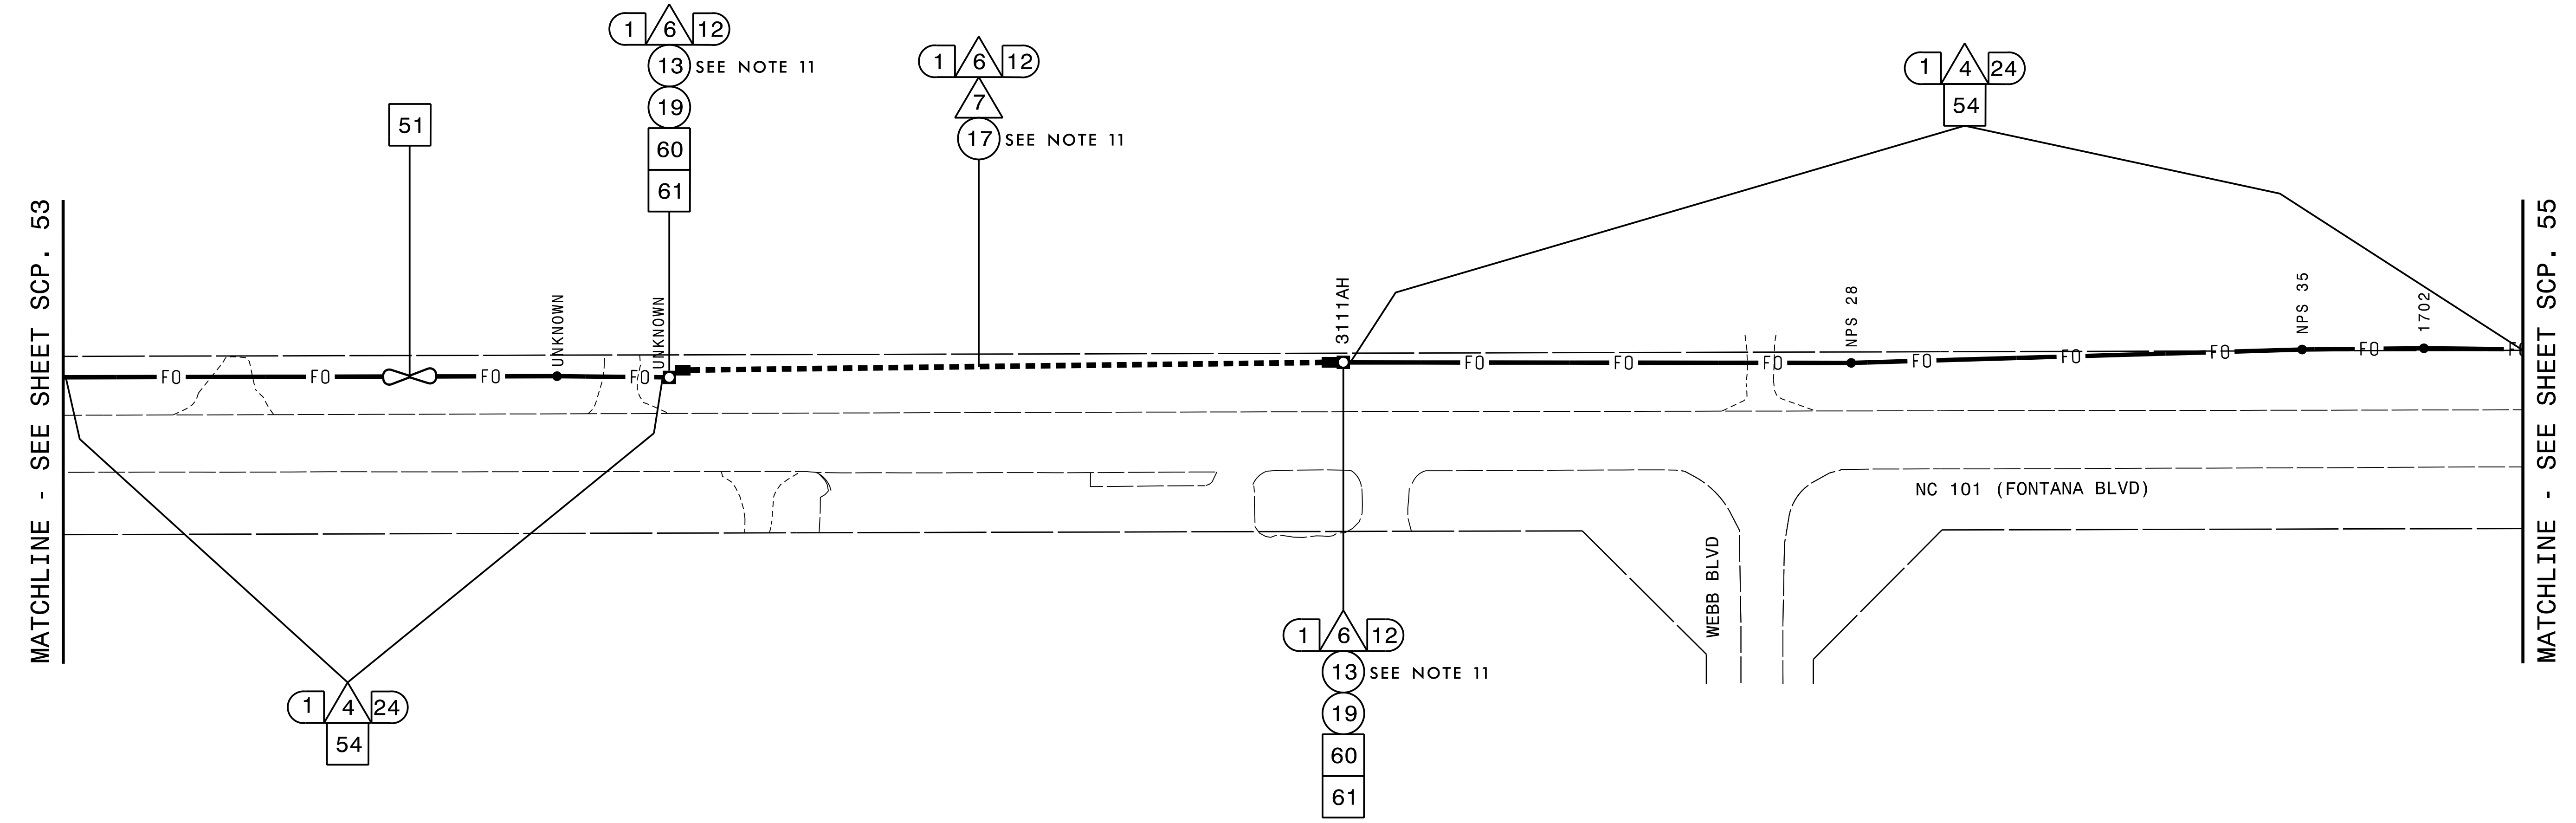 1 6 12
13 SEE NOTE 11
19
60
61
1 6 12
7
17 SEE NOTE 11
1 4 24
54
51
MATCHLINE - SEE SHEET SCP. 53
MATCHLINE - SEE SHEET SCP. 55
UNKNOWN
UNKNOWN
3111AH
NPS 28
NPS 35
1702
FO FO FO FO FO FO FO FO FO FO FO
NC 101 (FONTANA BLVD)
WEBB BLVD
1 6 12
13 SEE NOTE 11
19
60
61
1 4 24
54